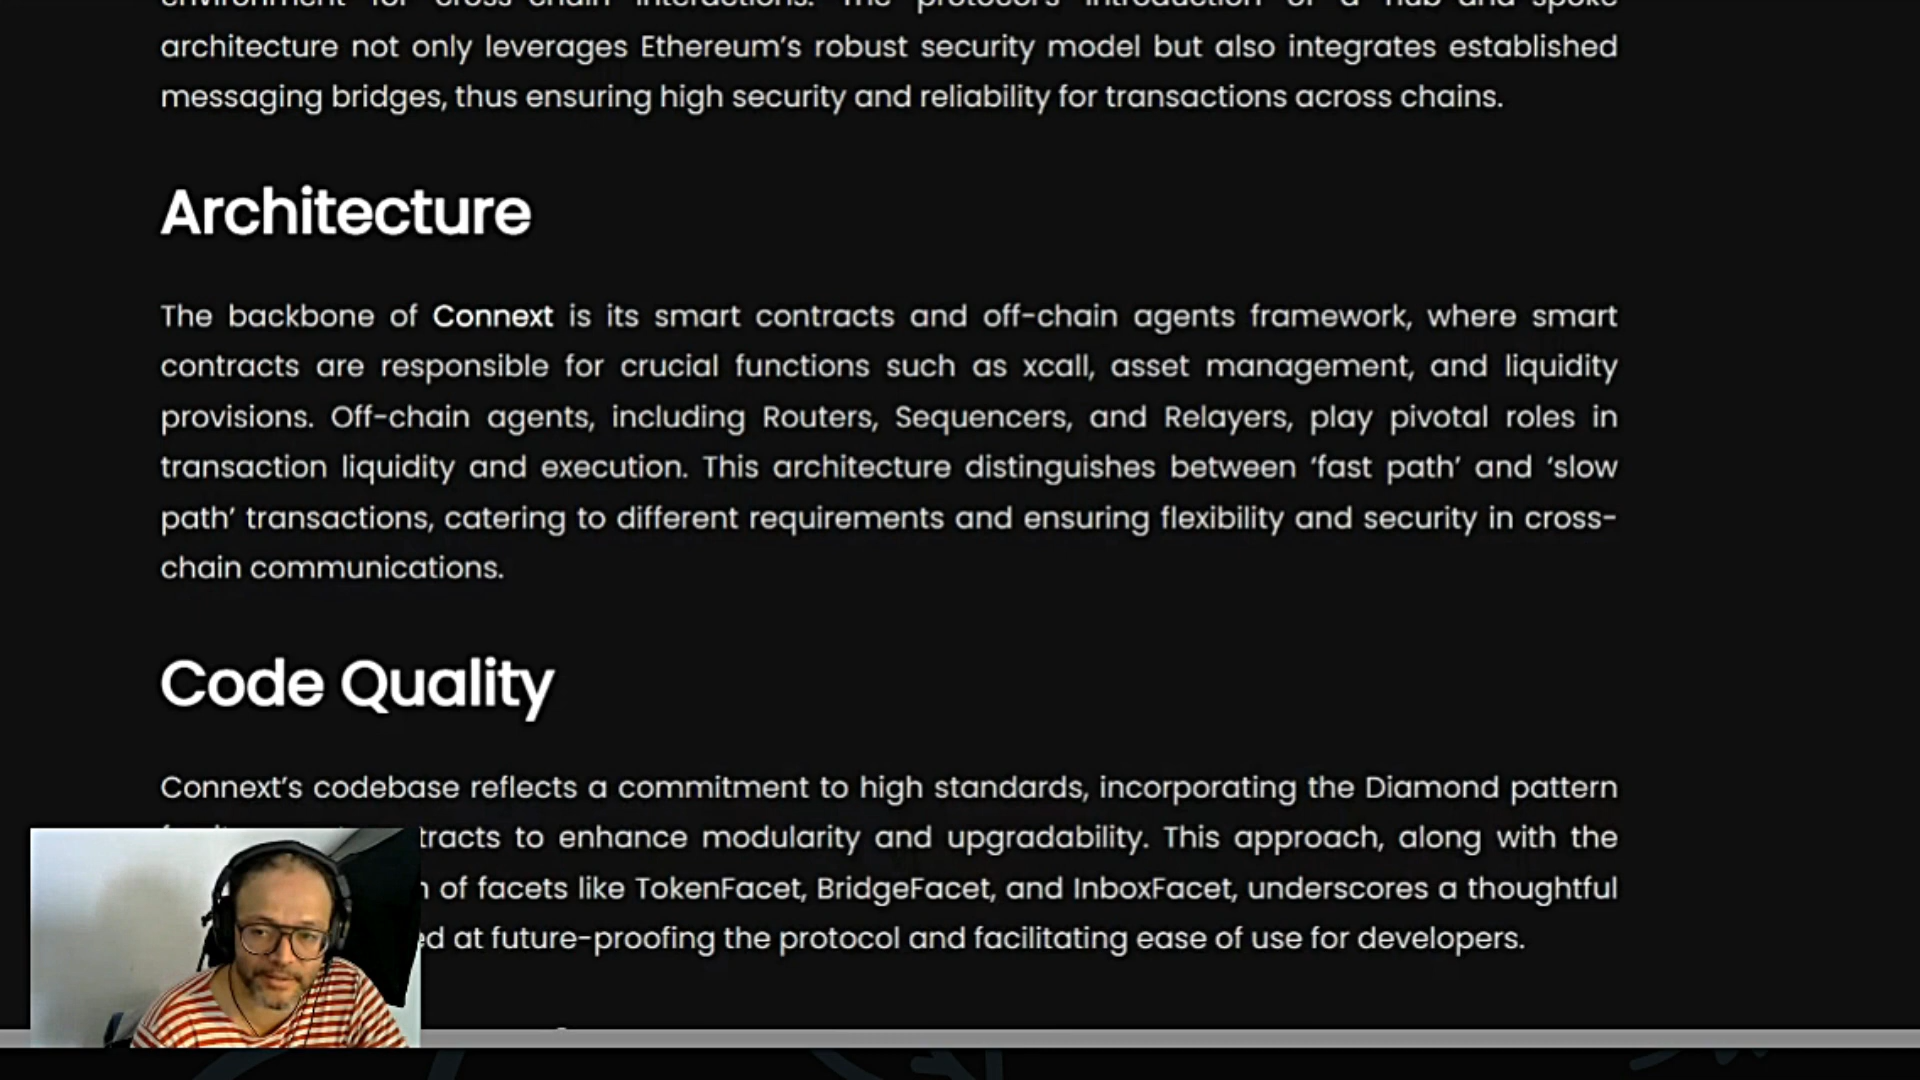 architecture not only leverages Ethereum’s robust security model but also integrates established
messaging bridges, thus ensuring high security and reliability for transactions across chains.
Architecture
The backbone of Connext is its smart contracts and off-chain agents framework, where smart
contracts are responsible for crucial functions such as xcall, asset management, and liquidity
provisions. Off-chain agents, including Routers, Sequencers, and Relayers, play pivotal roles in
transaction liquidity and execution. This architecture distinguishes between ‘fast path’ and ‘slow
path’ transactions, catering to different requirements and ensuring flexibility and security in cross-
chain communications.
Code Quality
Connext’s codebase reflects a commitment to high standards, incorporating the Diamond pattern
tracts to enhance modularity and upgradability. This approach, along with the
of facets like TokenFacet, BridgeFacet, and InboxFacet, underscores a thoughtful
ed at future-proofing the protocol and facilitating ease of use for developers.